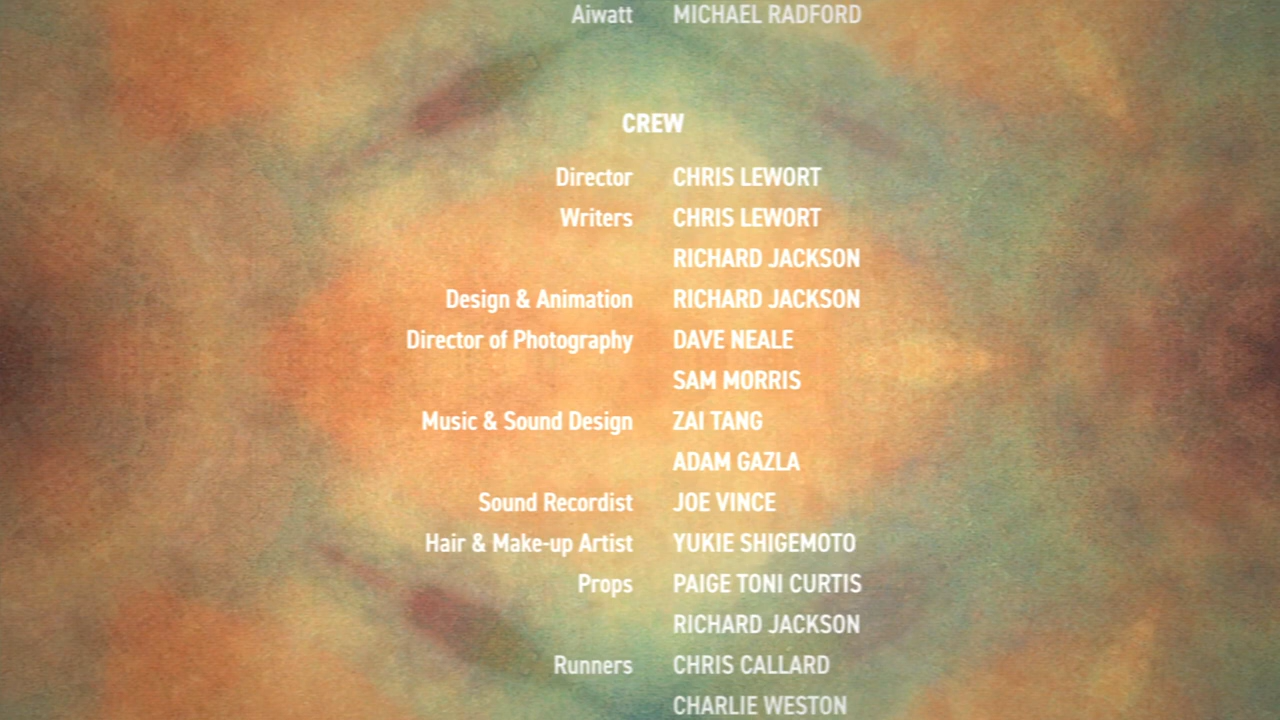 Aiwatt MICHAEL RADFORD
CREW
Director CHRIS LEWORT
Writers CHRIS LEWORT
RICHARD JACKSON
Design & Animation RICHARD JACKSON
Director of Photography DAVE NEALE
SAM MORRIS
Music & Sound Design ZAI TANG
ADAM GAZLA
Sound Recordist JOE VINCE
Hair & Make-up Artist YUKIE SHIGEMOTO
Props PAIGE TONI CURTIS
RICHARD JACKSON
Runners CHRIS CALLARD
CHARLIE WESTON